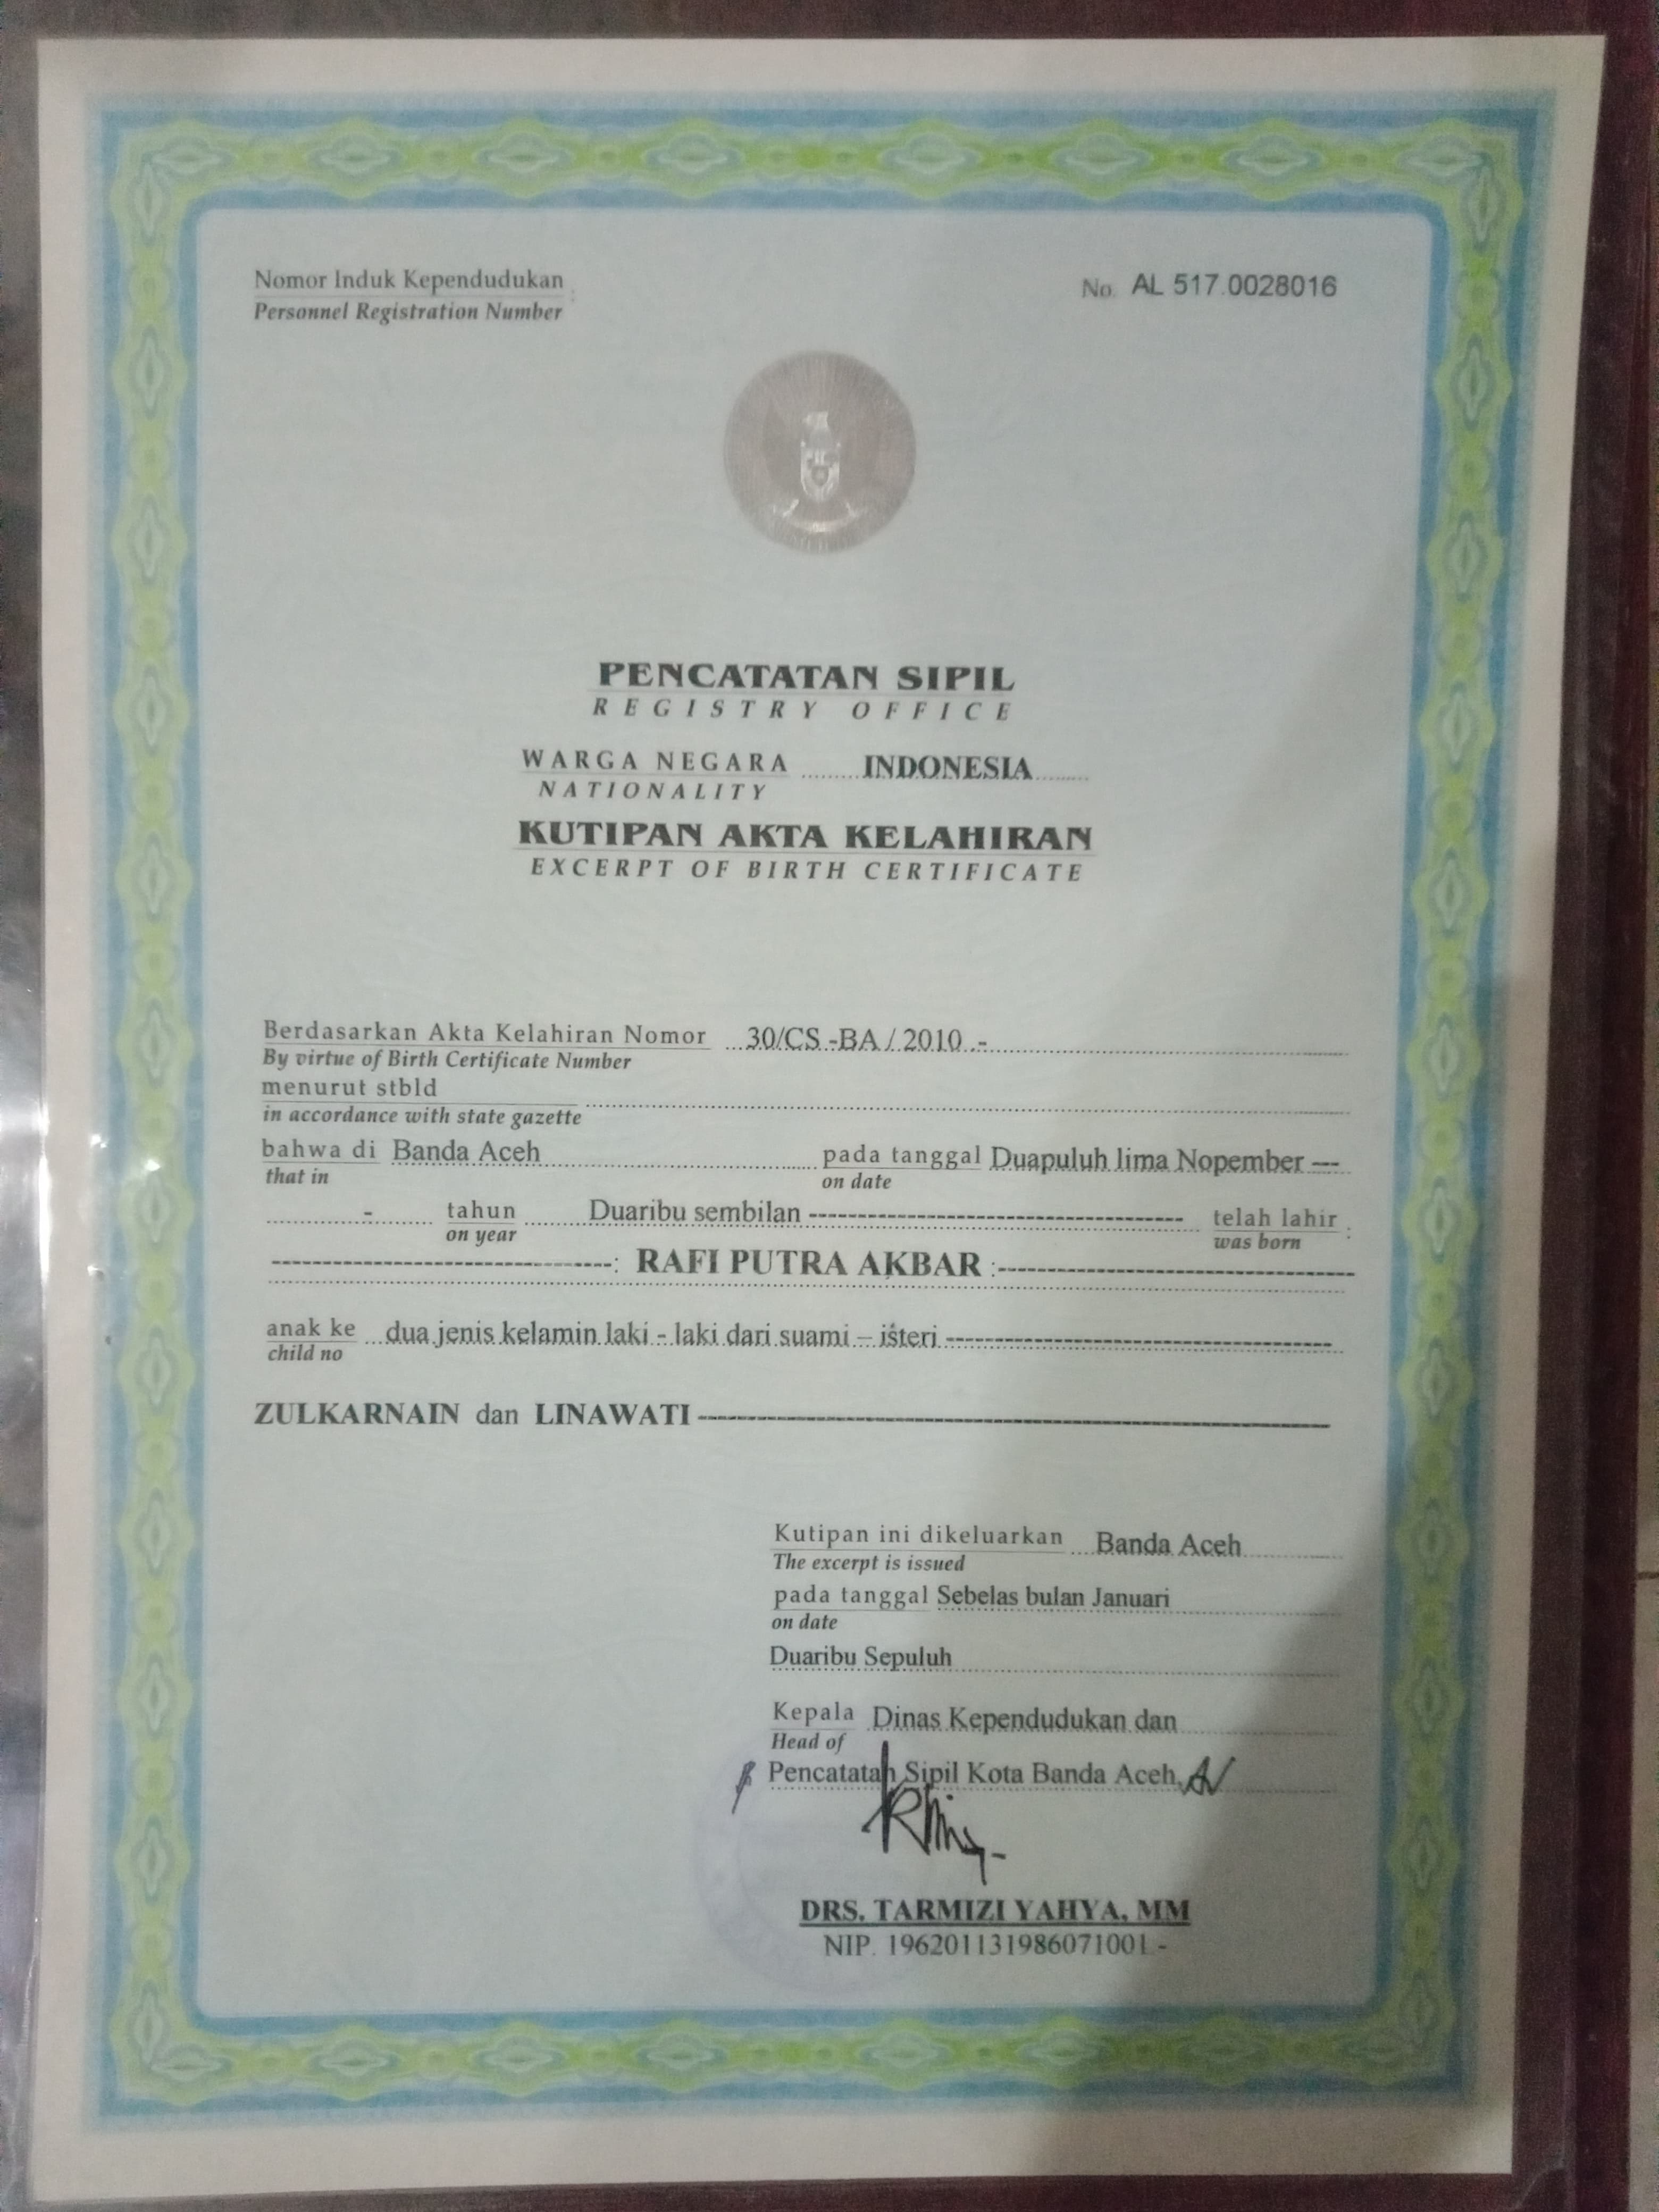 Nomor Induk Kependudukan
Personnel Registration Number
No. AL 517.0028016
PENCATATAN SIPIL
REGISTRY OFFICE
WARGA NEGARA ........ INDONESIA ........
NATIONALITY
KUTIPAN AKTA KELAHIRAN
EXCERPT OF BIRTH CERTIFICATE
Berdasarkan Akta Kelahiran Nomor 30/CS -BA / 2010 .-
By virtue of Birth Certificate Number
menurut stbld
in accordance with state gazette
bahwa di Banda Aceh pada tanggal Duapuluh lima Nopember ---
that in on date
- tahun Duaribu sembilan ------------------------------------ telah lahir :
on year was born
--------------------------------: RAFI PUTRA AKBAR :---------------------------------
anak ke dua jenis kelamin laki - laki dari suami – isteri ------------------------------------
child no
ZULKARNAIN dan LINAWATI ------------------------------------------------------------
Kutipan ini dikeluarkan Banda Aceh
The excerpt is issued
pada tanggal Sebelas bulan Januari
on date
Duaribu Sepuluh
Kepala Dinas Kependudukan dan
Head of
Pencatatan Sipil Kota Banda Aceh,
DRS. TARMIZI YAHYA, MM
NIP. 196201131986071001.-